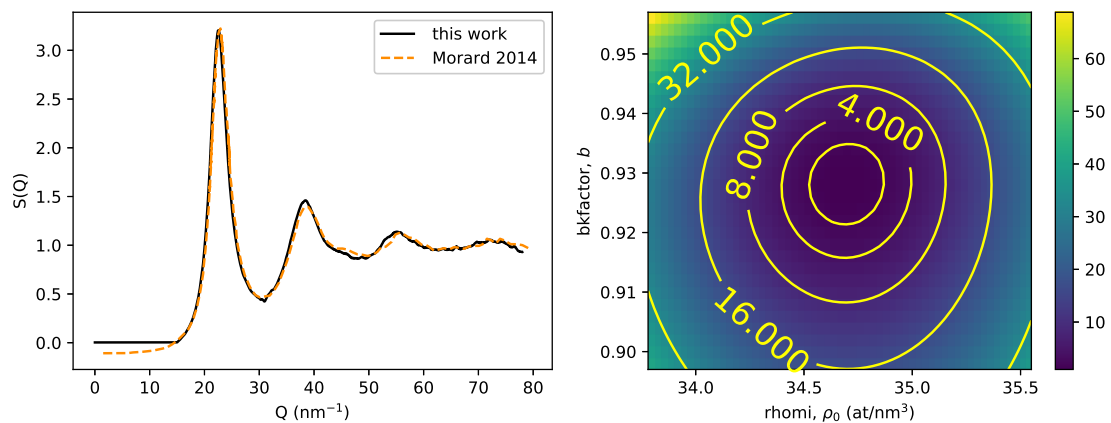 this work
Morard 2014
3.0
2.5
2.0
1.5
1.0
0.5
0.0
S(Q)
0 10 20 30 40 50 60 70 80
Q (nm⁻¹)
0.95
0.94
0.93
0.92
0.91
0.90
bkfactor, b
32.000
4.000
8.000
16.000
34.0 34.5 35.0 35.5
rhomi, ρ₀ (at/nm³)
60
50
40
30
20
10